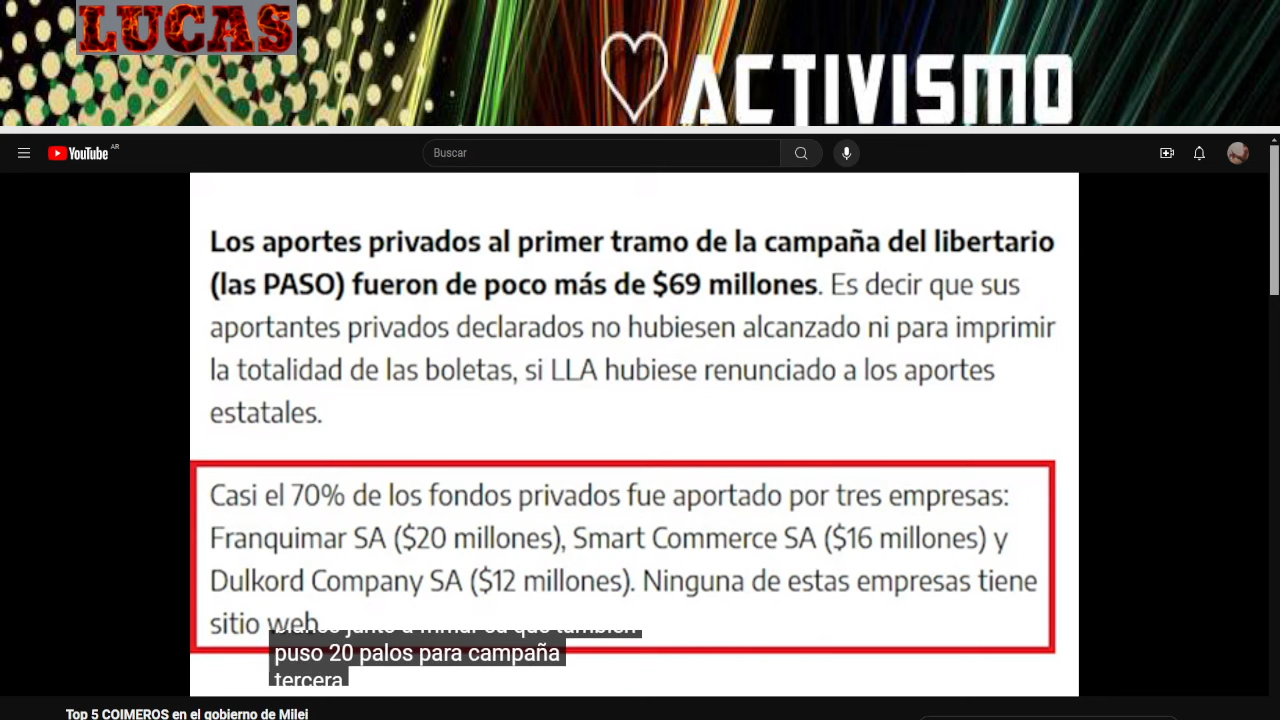 LUCAS
ACTIVISMO
YouTube AR
Buscar
Los aportes privados al primer tramo de la campaña del libertario
(las PASO) fueron de poco más de $69 millones. Es decir que sus
aportantes privados declarados no hubiesen alcanzado ni para imprimir
la totalidad de las boletas, si LLA hubiese renunciado a los aportes
estatales.
Casi el 70% de los fondos privados fue aportado por tres empresas:
Franquimar SA ($20 millones), Smart Commerce SA ($16 millones) y
Dulkord Company SA ($12 millones). Ninguna de estas empresas tiene
sitio web.
junto a que también
puso 20 palos para campaña
tercera
Top 5 COIMEROS en el gobierno de Milei